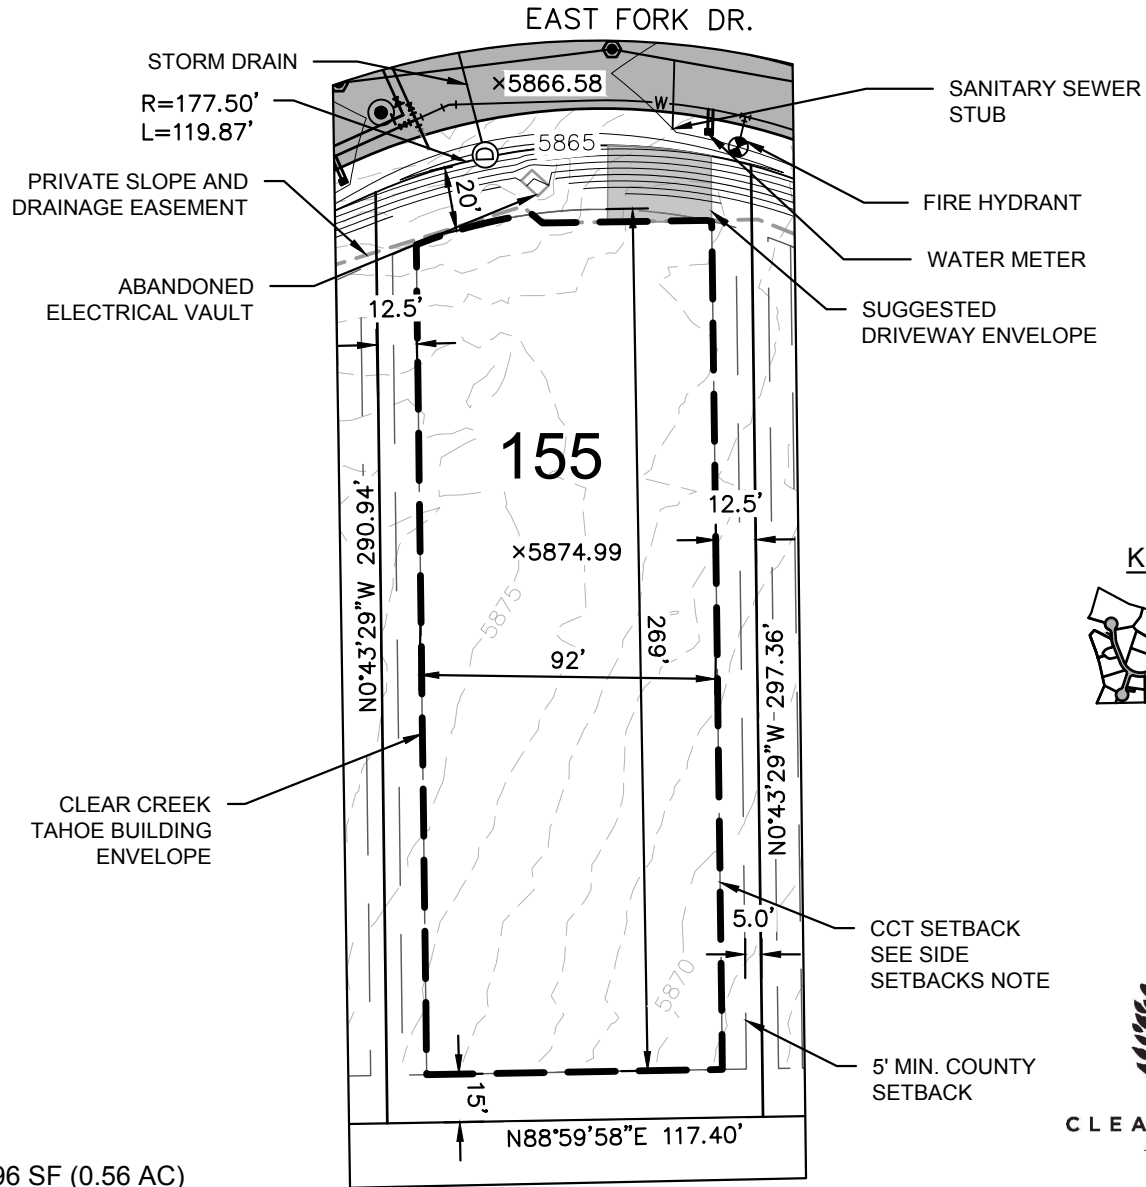 EAST FORK DR.
STORM DRAIN
×5866.58
SANITARY SEWER
STUB
R=177.50'
L=119.87'
W
5865
D
PRIVATE SLOPE AND
DRAINAGE EASEMENT
20'
FIRE HYDRANT
WATER METER
ABANDONED
ELECTRICAL VAULT
12.5'
SUGGESTED
DRIVEWAY ENVELOPE
155
12.5'
N0°43'29"W 290.94'
×5874.99
5875
269'
92'
N0°43'29"W 297.36'
CLEAR CREEK
TAHOE BUILDING
ENVELOPE
5.0'
CCT SETBACK
SEE SIDE
SETBACKS NOTE
5870
5' MIN. COUNTY
SETBACK
15'
N88°59'58"E 117.40'
96 SF (0.56 AC)
K
CLEA